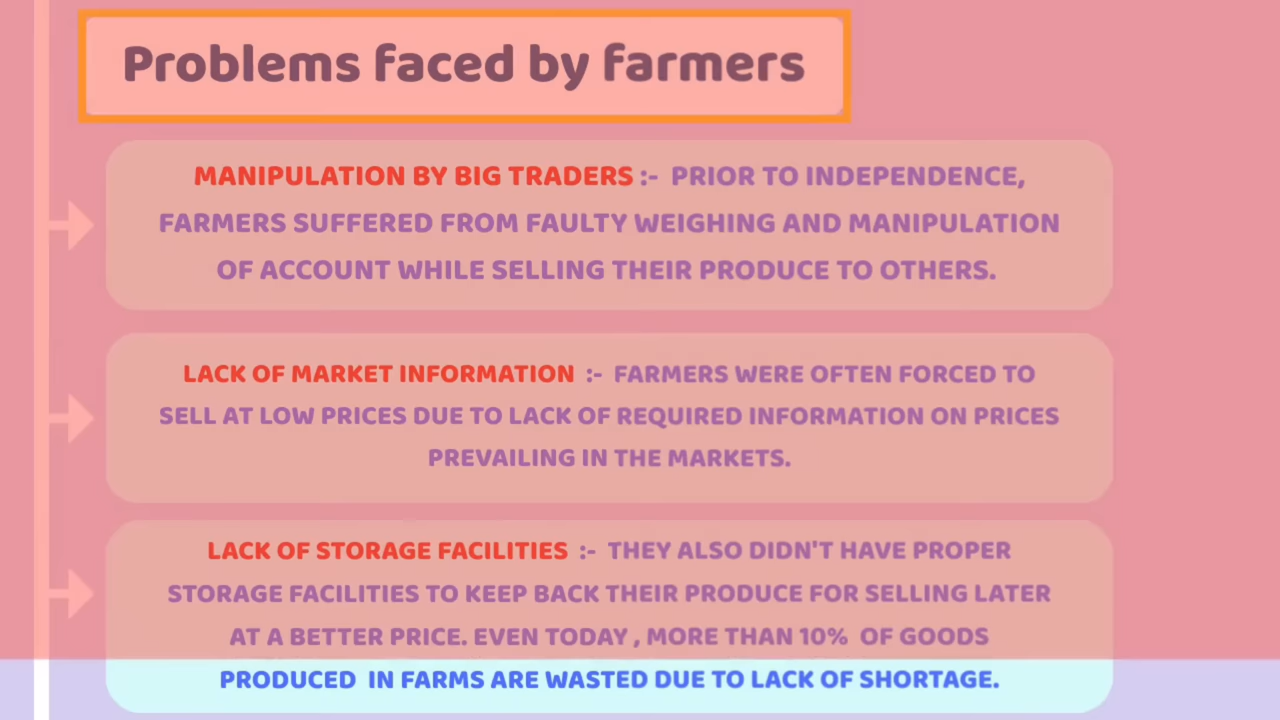 Problems faced by farmers
MANIPULATION BY BIG TRADERS :- PRIOR TO INDEPENDENCE,
FARMERS SUFFERED FROM FAULTY WEIGHING AND MANIPULATION
OF ACCOUNT WHILE SELLING THEIR PRODUCE TO OTHERS.
LACK OF MARKET INFORMATION :- FARMERS WERE OFTEN FORCED TO
SELL AT LOW PRICES DUE TO LACK OF REQUIRED INFORMATION ON PRICES
PREVAILING IN THE MARKETS.
LACK OF STORAGE FACILITIES :- THEY ALSO DIDN'T HAVE PROPER
STORAGE FACILITIES TO KEEP BACK THEIR PRODUCE FOR SELLING LATER
AT A BETTER PRICE. EVEN TODAY , MORE THAN 10% OF GOODS
PRODUCED IN FARMS ARE WASTED DUE TO LACK OF SHORTAGE.